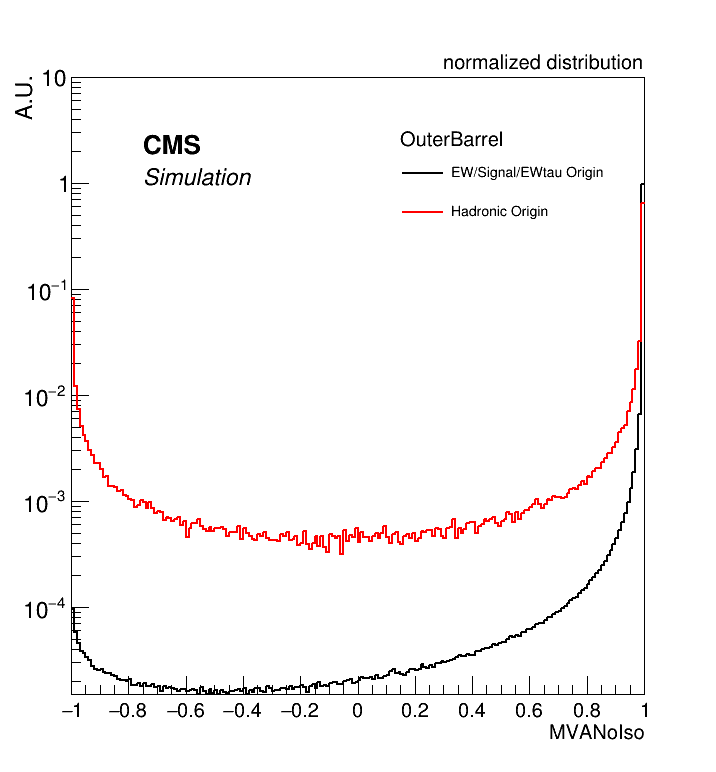 normalized distribution
A.U.
10
CMS
OuterBarrel
Simulation
EW/Signal/EWtau Origin
1
Hadronic Origin
10⁻¹
10⁻²
10⁻³
10⁻⁴
−1 −0.8 −0.6 −0.4 −0.2 0 0.2 0.4 0.6 0.8 1
MVANoIso